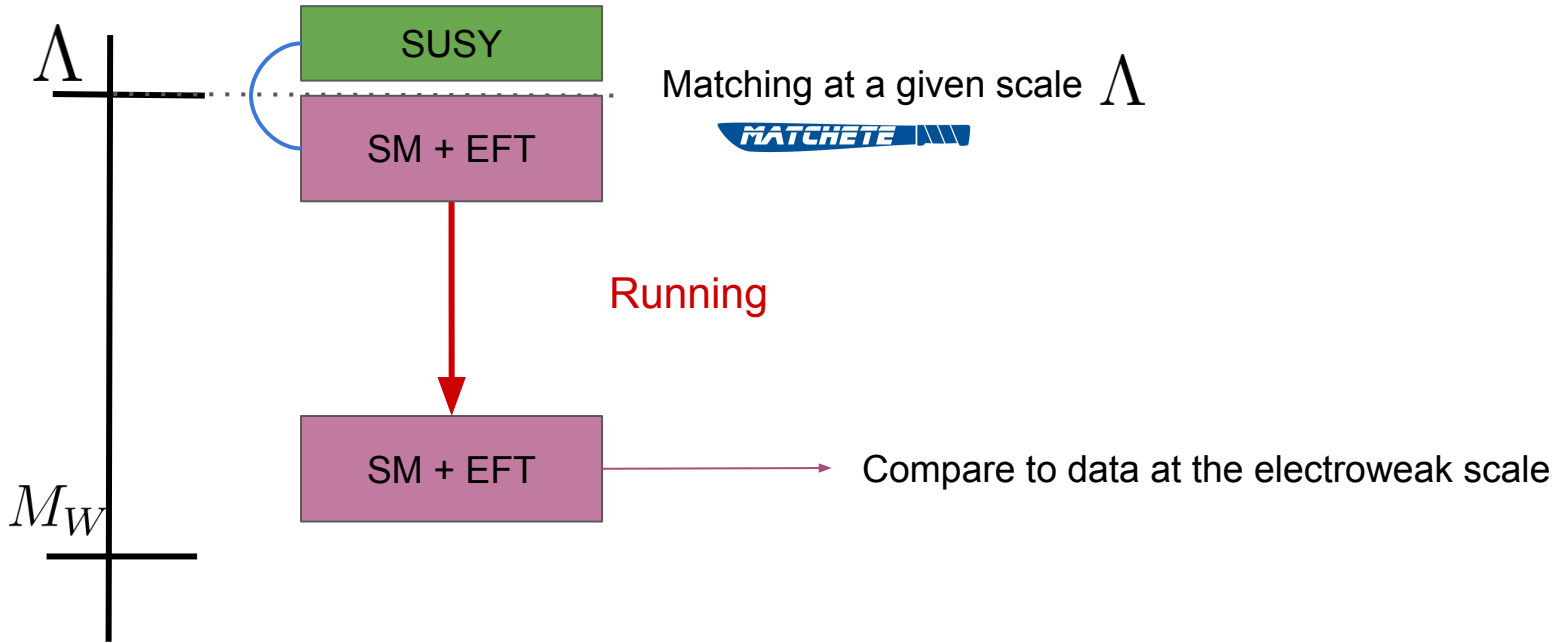 Λ
SUSY
Matching at a given scale Λ
MATCHETE
SM + EFT
Running
SM + EFT
Compare to data at the electroweak scale
M_W